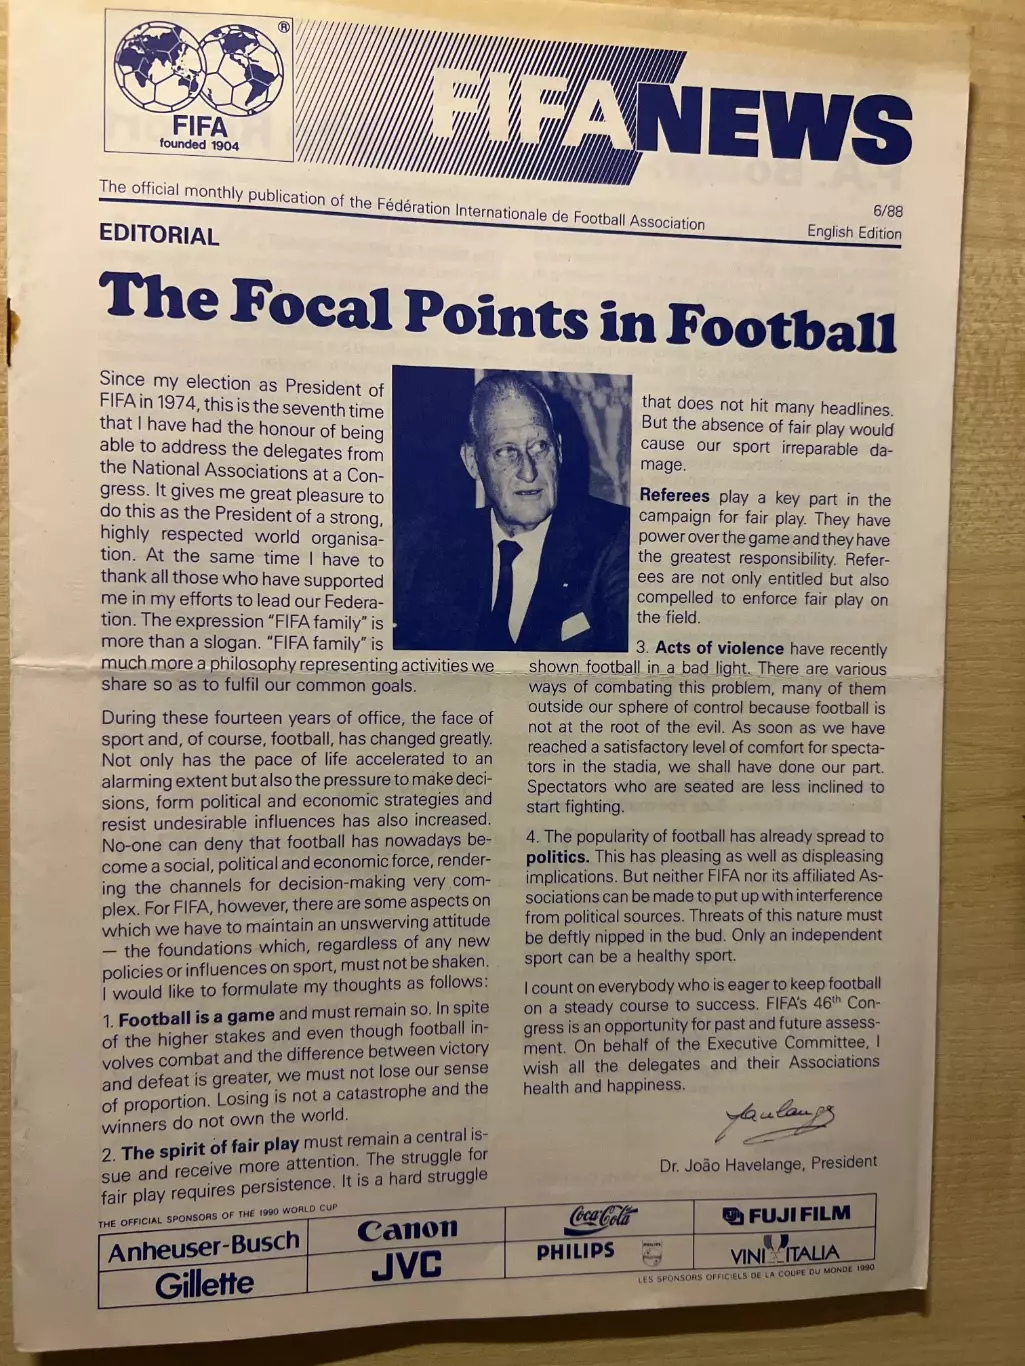 ®
FIFA
founded 1904
FIFANEWS
The official monthly publication of the Fédération Internationale de Football Association
6/88
English Edition
EDITORIAL
The Focal Points in Football
Since my election as President of
FIFA in 1974, this is the seventh time
that I have had the honour of being
able to address the delegates from
the National Associations at a Con-
gress. It gives me great pleasure to
do this as the President of a strong,
highly respected world organisa-
tion. At the same time I have to
thank all those who have supported
me in my efforts to lead our Federa-
tion. The expression "FIFA family" is
more than a slogan. "FIFA family" is
much more a philosophy representing activities we
share so as to fulfil our common goals.
During these fourteen years of office, the face of
sport and, of course, football, has changed greatly.
Not only has the pace of life accelerated to an
alarming extent but also the pressure to make deci-
sions, form political and economic strategies and
resist undesirable influences has also increased.
No-one can deny that football has nowadays be-
come a social, political and economic force, render-
ing the channels for decision-making very com-
plex. For FIFA, however, there are some aspects on
which we have to maintain an unswerving attitude
— the foundations which, regardless of any new
policies or influences on sport, must not be shaken.
I would like to formulate my thoughts as follows:
1. Football is a game and must remain so. In spite
of the higher stakes and even though football in-
volves combat and the difference between victory
and defeat is greater, we must not lose our sense
of proportion. Losing is not a catastrophe and the
winners do not own the world.
2. The spirit of fair play must remain a central is-
sue and receive more attention. The struggle for
fair play requires persistence. It is a hard struggle
that does not hit many headlines.
But the absence of fair play would
cause our sport irreparable da-
mage.
Referees play a key part in the
campaign for fair play. They have
power over the game and they have
the greatest responsibility. Refer-
ees are not only entitled but also
compelled to enforce fair play on
the field.
3. Acts of violence have recently
shown football in a bad light. There are various
ways of combating this problem, many of them
outside our sphere of control because football is
not at the root of the evil. As soon as we have
reached a satisfactory level of comfort for specta-
tors in the stadia, we shall have done our part.
Spectators who are seated are less inclined to
start fighting.
4. The popularity of football has already spread to
politics. This has pleasing as well as displeasing
implications. But neither FIFA nor its affiliated As-
sociations can be made to put up with interference
from political sources. Threats of this nature must
be deftly nipped in the bud. Only an independent
sport can be a healthy sport.
I count on everybody who is eager to keep football
on a steady course to success. FIFA's 46th Con-
gress is an opportunity for past and future assess-
ment. On behalf of the Executive Committee, I
wish all the delegates and their Associations
health and happiness.
Dr. João Havelange, President
THE OFFICIAL SPONSORS OF THE 1990 WORLD CUP
Anheuser-Busch
Canon
Coca-Cola
FUJI FILM
Gillette
JVC
PHILIPS
VINI ITALIA
LES SPONSORS OFFICIELS DE LA COUPE DU MONDE 1990